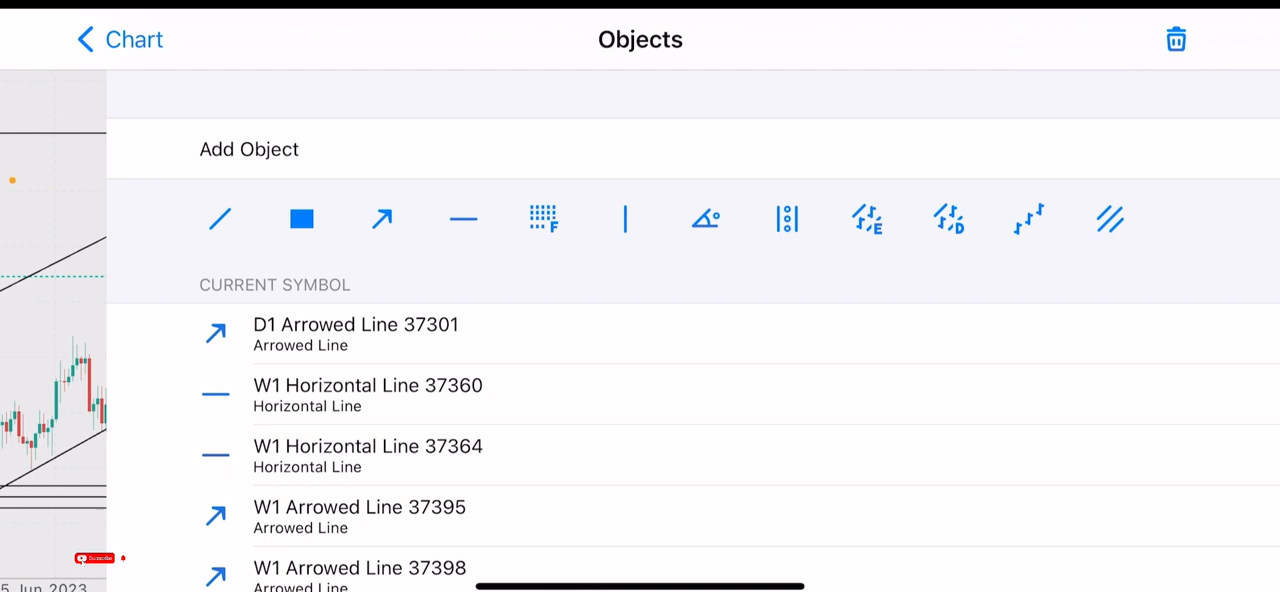 Chart
Objects
Add Object
F
E
D
CURRENT SYMBOL
D1 Arrowed Line 37301
Arrowed Line
W1 Horizontal Line 37360
Horizontal Line
W1 Horizontal Line 37364
Horizontal Line
W1 Arrowed Line 37395
Arrowed Line
W1 Arrowed Line 37398
Arrowed Line
Subscribe
5 Jun 2023